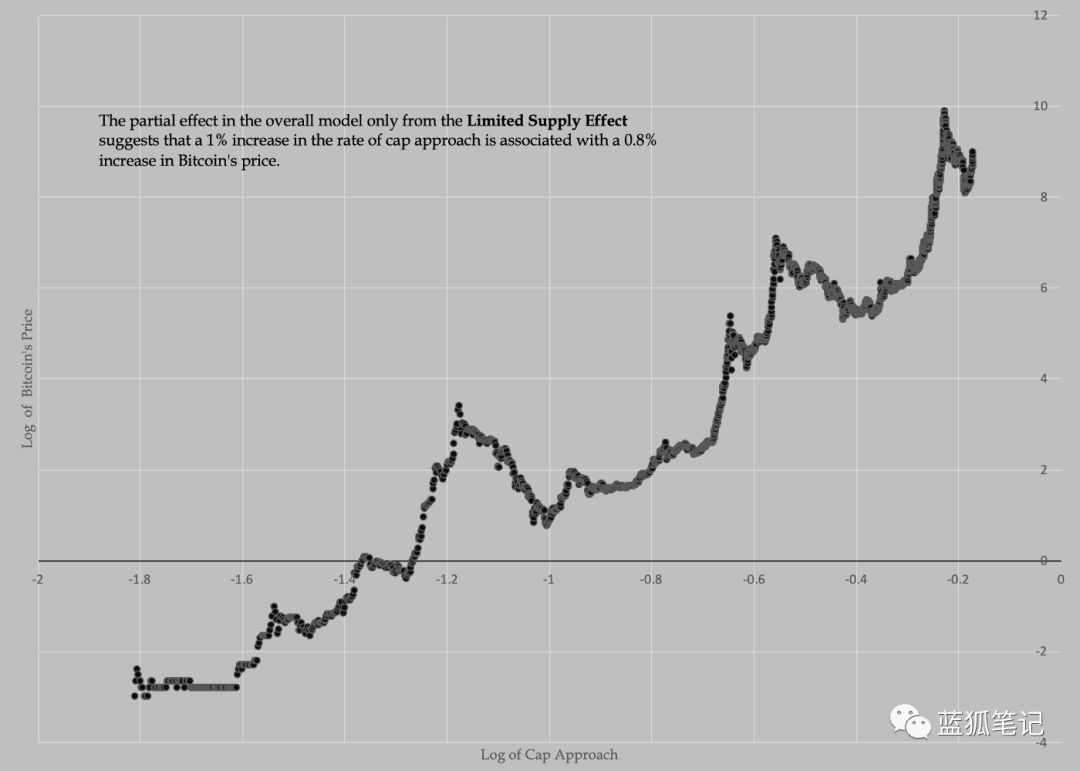 12
The partial effect in the overall model only from the Limited Supply Effect
suggests that a 1% increase in the rate of cap approach is associated with a 0.8%
increase in Bitcoin's price.
10
8
6
4
2
0
-2
-4
Log of Bitcoin's Price
-2 -1.8 -1.6 -1.4 -1.2 -1 -0.8 -0.6 -0.4 -0.2 0
Log of Cap Approach
蓝狐笔记